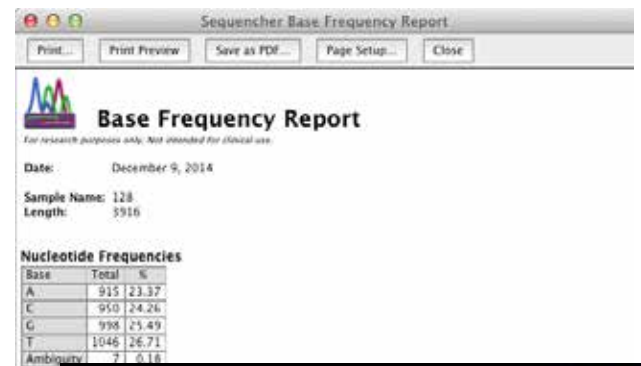 Sequencher Base Frequency Report
Print... Print Preview Save as PDF... Page Setup... Close
Base Frequency Report
For research purposes only. Not intended for clinical use.
Date: December 9, 2014
Sample Name: 128
Length: 3916
Nucleotide Frequencies
Base Total %
A 915 23.37
C 950 24.26
G 998 25.49
T 1046 26.71
Ambiguity 7 0.18